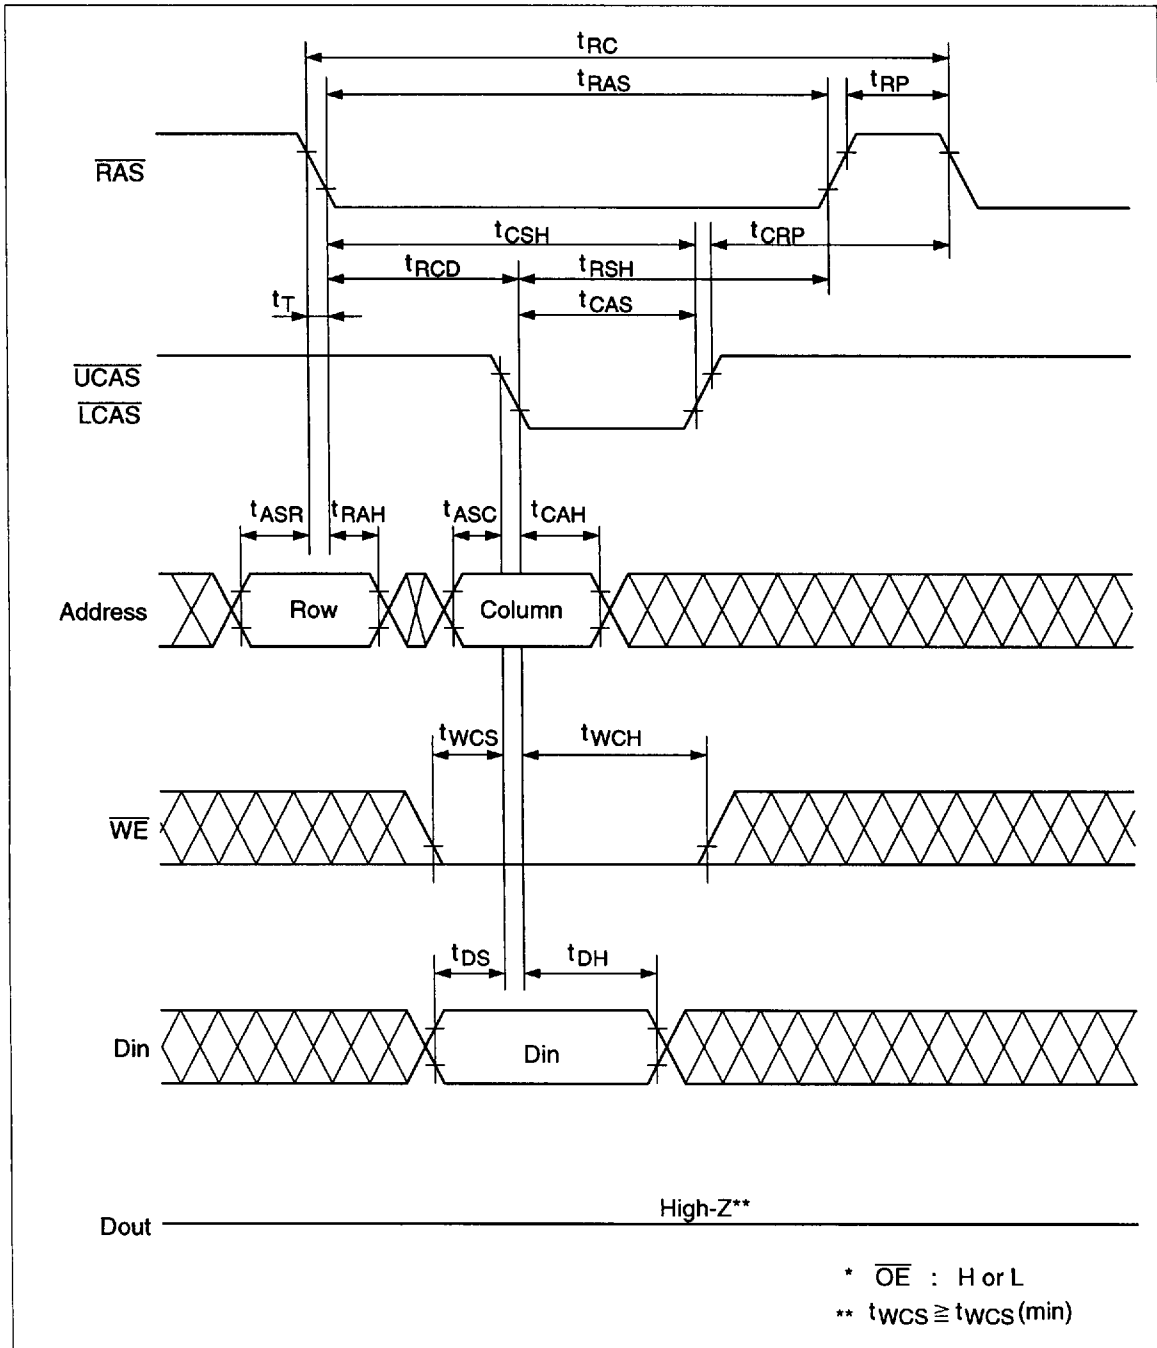 tRC
tRAS
tRP
RAS
tCSH
tCRP
tRCD
tRSH
tT
tCAS
UCAS
LCAS
tASR
tRAH
tASC
tCAH
Address
Row
Column
tWCS
tWCH
WE
tDS
tDH
Din
Din
High-Z**
Dout
* OE : H or L
** tWCS ≧ tWCS (min)